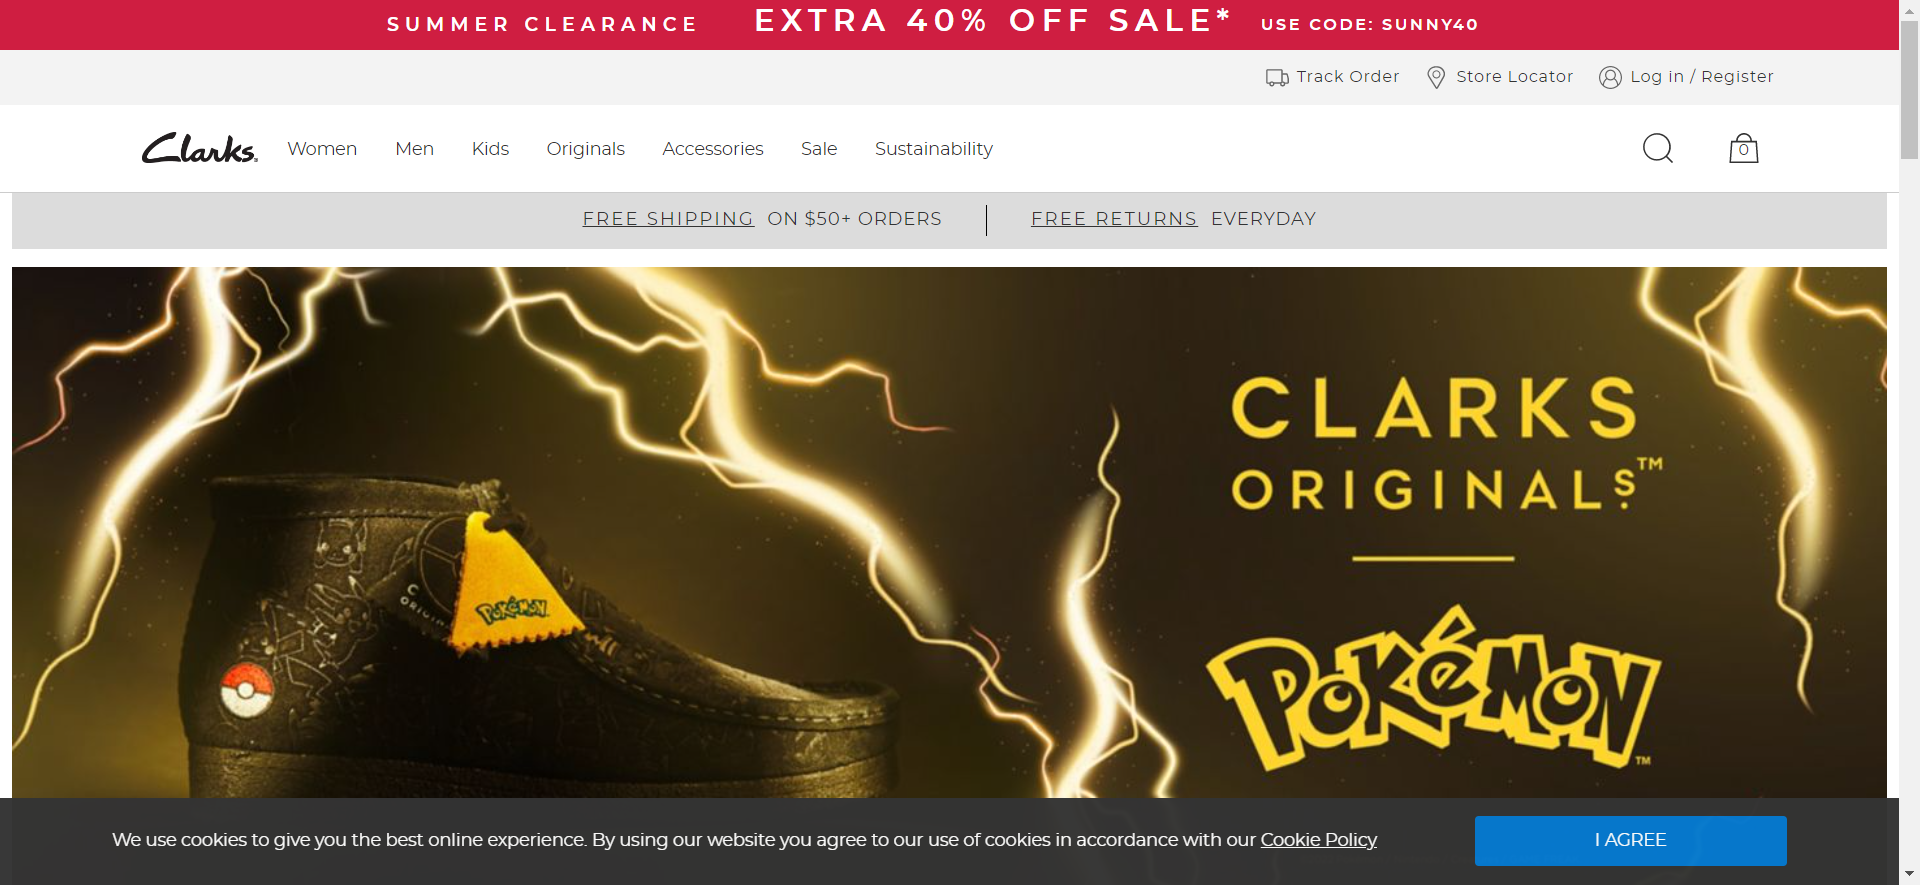 SUMMER CLEARANCE EXTRA 40% OFF SALE* USE CODE: SUNNY40
Track Order Store Locator Log in / Register
Clarks. Women Men Kids Originals Accessories Sale Sustainability 0
FREE SHIPPING ON $50+ ORDERS FREE RETURNS EVERYDAY
CLARKS
ORIGINALS™
POKÉMON
POKÉMON™
We use cookies to give you the best online experience. By using our website you agree to our use of cookies in accordance with our Cookie Policy I AGREE